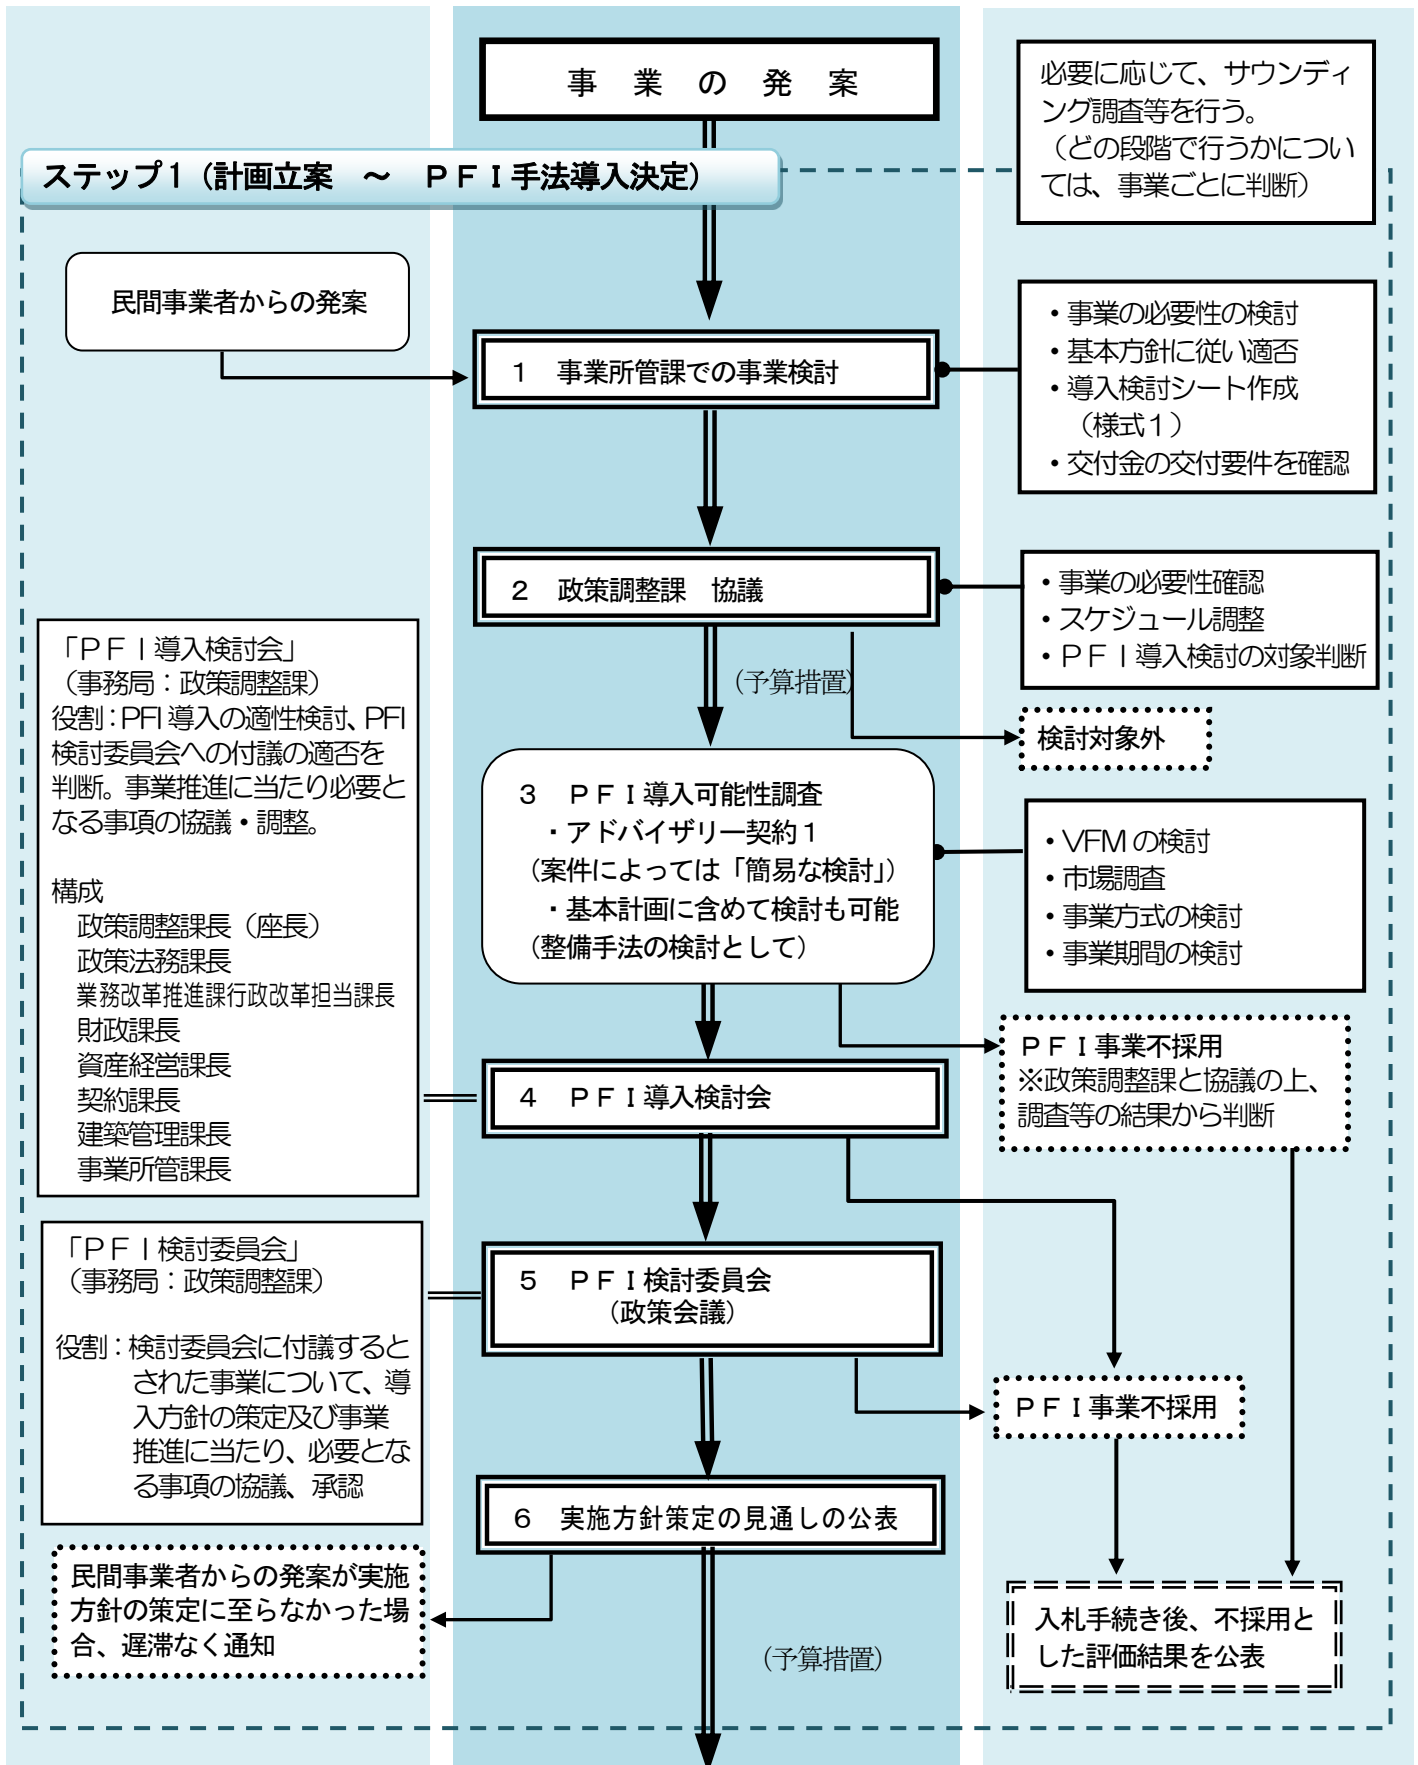 事業の発案
必要に応じて、サウンディ
ング調査等を行う。
（どの段階で行うかについ
ては、事業ごとに判断）
ステップ１（計画立案　～　ＰＦＩ手法導入決定）
民間事業者からの発案
１　事業所管課での事業検討
・事業の必要性の検討
・基本方針に従い適否
・導入検討シート作成
（様式１）
・交付金の交付要件を確認
２　政策調整課　協議
・事業の必要性確認
・スケジュール調整
・ＰＦＩ導入検討の対象判断
（予算措置）
検討対象外
「ＰＦＩ導入検討会」
（事務局：政策調整課）
役割：PFI導入の適性検討、PFI
検討委員会への付議の適否を
判断。事業推進に当たり必要と
なる事項の協議・調整。
構成
政策調整課長（座長）
政策法務課長
業務改革推進課行政改革担当課長
財政課長
資産経営課長
契約課長
建築管理課長
事業所管課長
３　ＰＦＩ導入可能性調査
・アドバイザリー契約１
（案件によっては「簡易な検討」）
・基本計画に含めて検討も可能
（整備手法の検討として）
・VFMの検討
・市場調査
・事業方式の検討
・事業期間の検討
ＰＦＩ事業不採用
※政策調整課と協議の上、
調査等の結果から判断
４　ＰＦＩ導入検討会
「ＰＦＩ検討委員会」
（事務局：政策調整課）
役割：検討委員会に付議すると
された事業について、導
入方針の策定及び事業
推進に当たり、必要とな
る事項の協議、承認
５　ＰＦＩ検討委員会
（政策会議）
ＰＦＩ事業不採用
６　実施方針策定の見通しの公表
民間事業者からの発案が実施
方針の策定に至らなかった場
合、遅滞なく通知
（予算措置）
入札手続き後、不採用と
した評価結果を公表